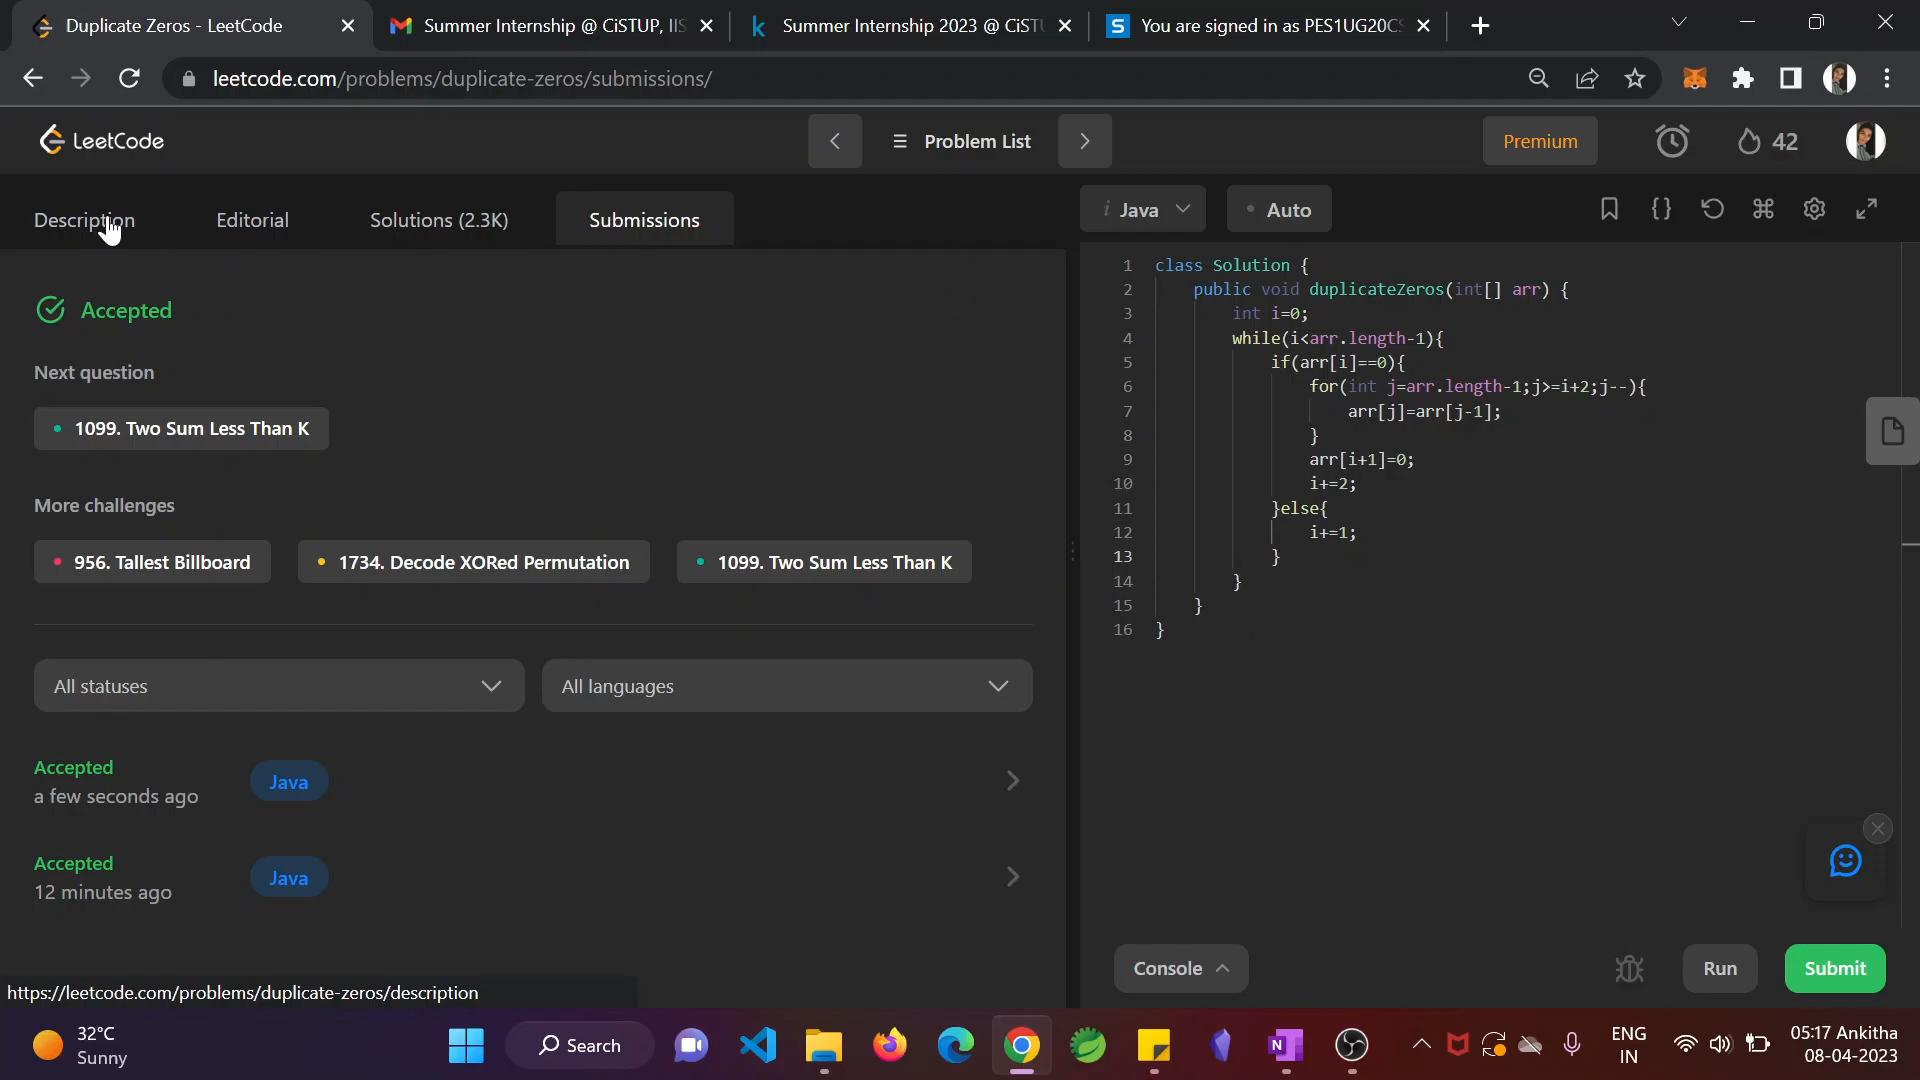 Duplicate Zeros - LeetCode
Summer Internship @ CiSTUP, IIS
Summer Internship 2023 @ CiST
You are signed in as PES1UG20CS
leetcode.com/problems/duplicate-zeros/submissions/
LeetCode
Problem List
Premium
42
Description
Editorial
Solutions (2.3K)
Submissions
i Java
Auto
Accepted
Next question
1099. Two Sum Less Than K
More challenges
956. Tallest Billboard
1734. Decode XORed Permutation
1099. Two Sum Less Than K
All statuses
All languages
Accepted
a few seconds ago
Java
Accepted
12 minutes ago
Java
1 class Solution {
2 public void duplicateZeros(int[] arr) {
3 int i=0;
4 while(i<arr.length-1){
5 if(arr[i]==0){
6 for(int j=arr.length-1;j>=i+2;j--){
7 arr[j]=arr[j-1];
8 }
9 arr[i+1]=0;
10 i+=2;
11 }else{
12 i+=1;
13 }
14 }
15 }
16 }
Console
Run
Submit
https://leetcode.com/problems/duplicate-zeros/description
32°C
Sunny
Search
ENG
IN
05:17 Ankitha
08-04-2023